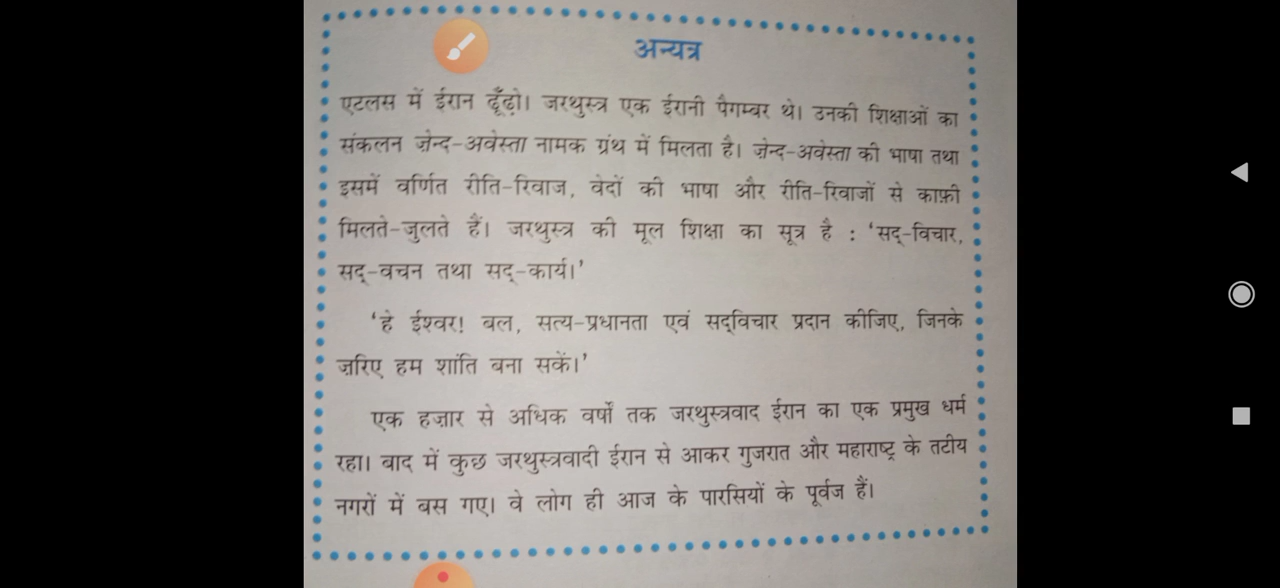 अन्यत्र
एटलस में ईरान ढूँढ़ो। जरथुस्त्र एक ईरानी पैगम्बर थे। उनकी शिक्षाओं का
संकलन ज़ेन्द-अवेस्ता नामक ग्रंथ में मिलता है। ज़ेन्द-अवेस्ता की भाषा तथा
इसमें वर्णित रीति-रिवाज, वेदों की भाषा और रीति-रिवाजों से काफ़ी
मिलते-जुलते हैं। जरथुस्त्र की मूल शिक्षा का सूत्र है : ‘सद्-विचार,
सद्-वचन तथा सद्-कार्य।’
‘हे ईश्वर! बल, सत्य-प्रधानता एवं सद्‌विचार प्रदान कीजिए, जिनके
ज़रिए हम शांति बना सकें।’
एक हज़ार से अधिक वर्षों तक जरथुस्त्रवाद ईरान का एक प्रमुख धर्म
रहा। बाद में कुछ जरथुस्त्रवादी ईरान से आकर गुजरात और महाराष्ट्र के तटीय
नगरों में बस गए। वे लोग ही आज के पारसियों के पूर्वज हैं।